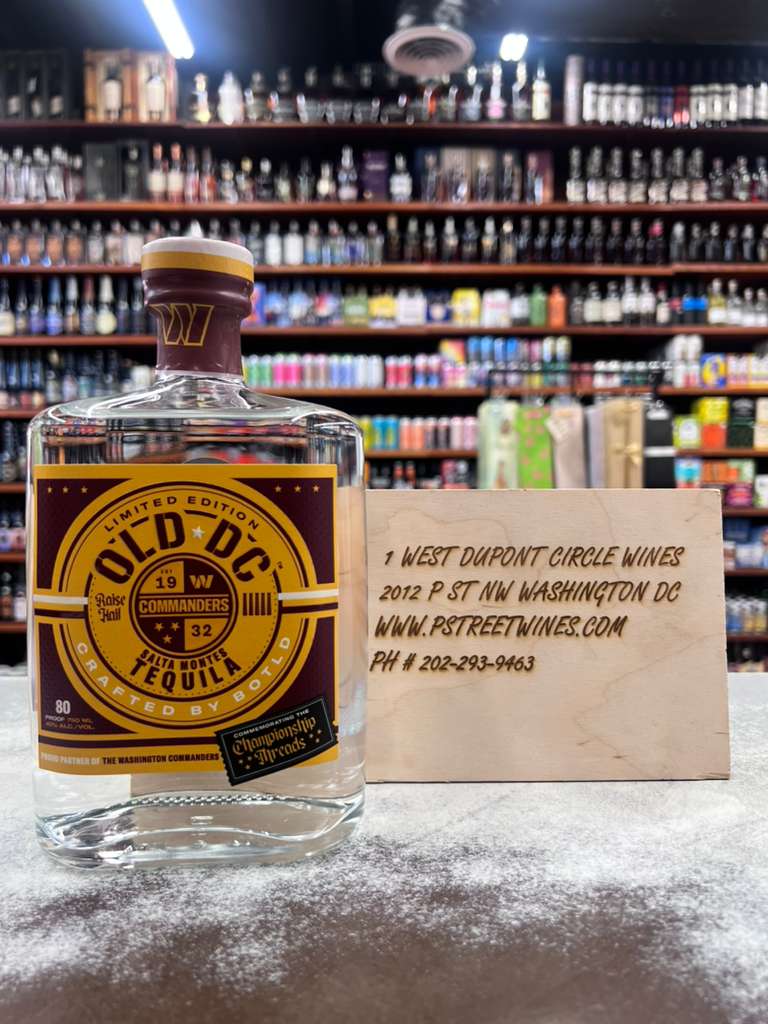 W
LIMITED EDITION
OLD DC
TM
EST
19 W
Raise Hail
COMMANDERS
32
SALTA MONTES
TEQUILA
CRAFTED BY BOTLD
80
PROOF 750 ML
40% ALC./VOL.
COMMEMORATING THE
Championship
Threads
PROUD PARTNER OF THE WASHINGTON COMMANDERS
1 WEST DUPONT CIRCLE WINES
2012 P ST NW WASHINGTON DC
WWW.PSTREETWINES.COM
PH # 202-293-9463